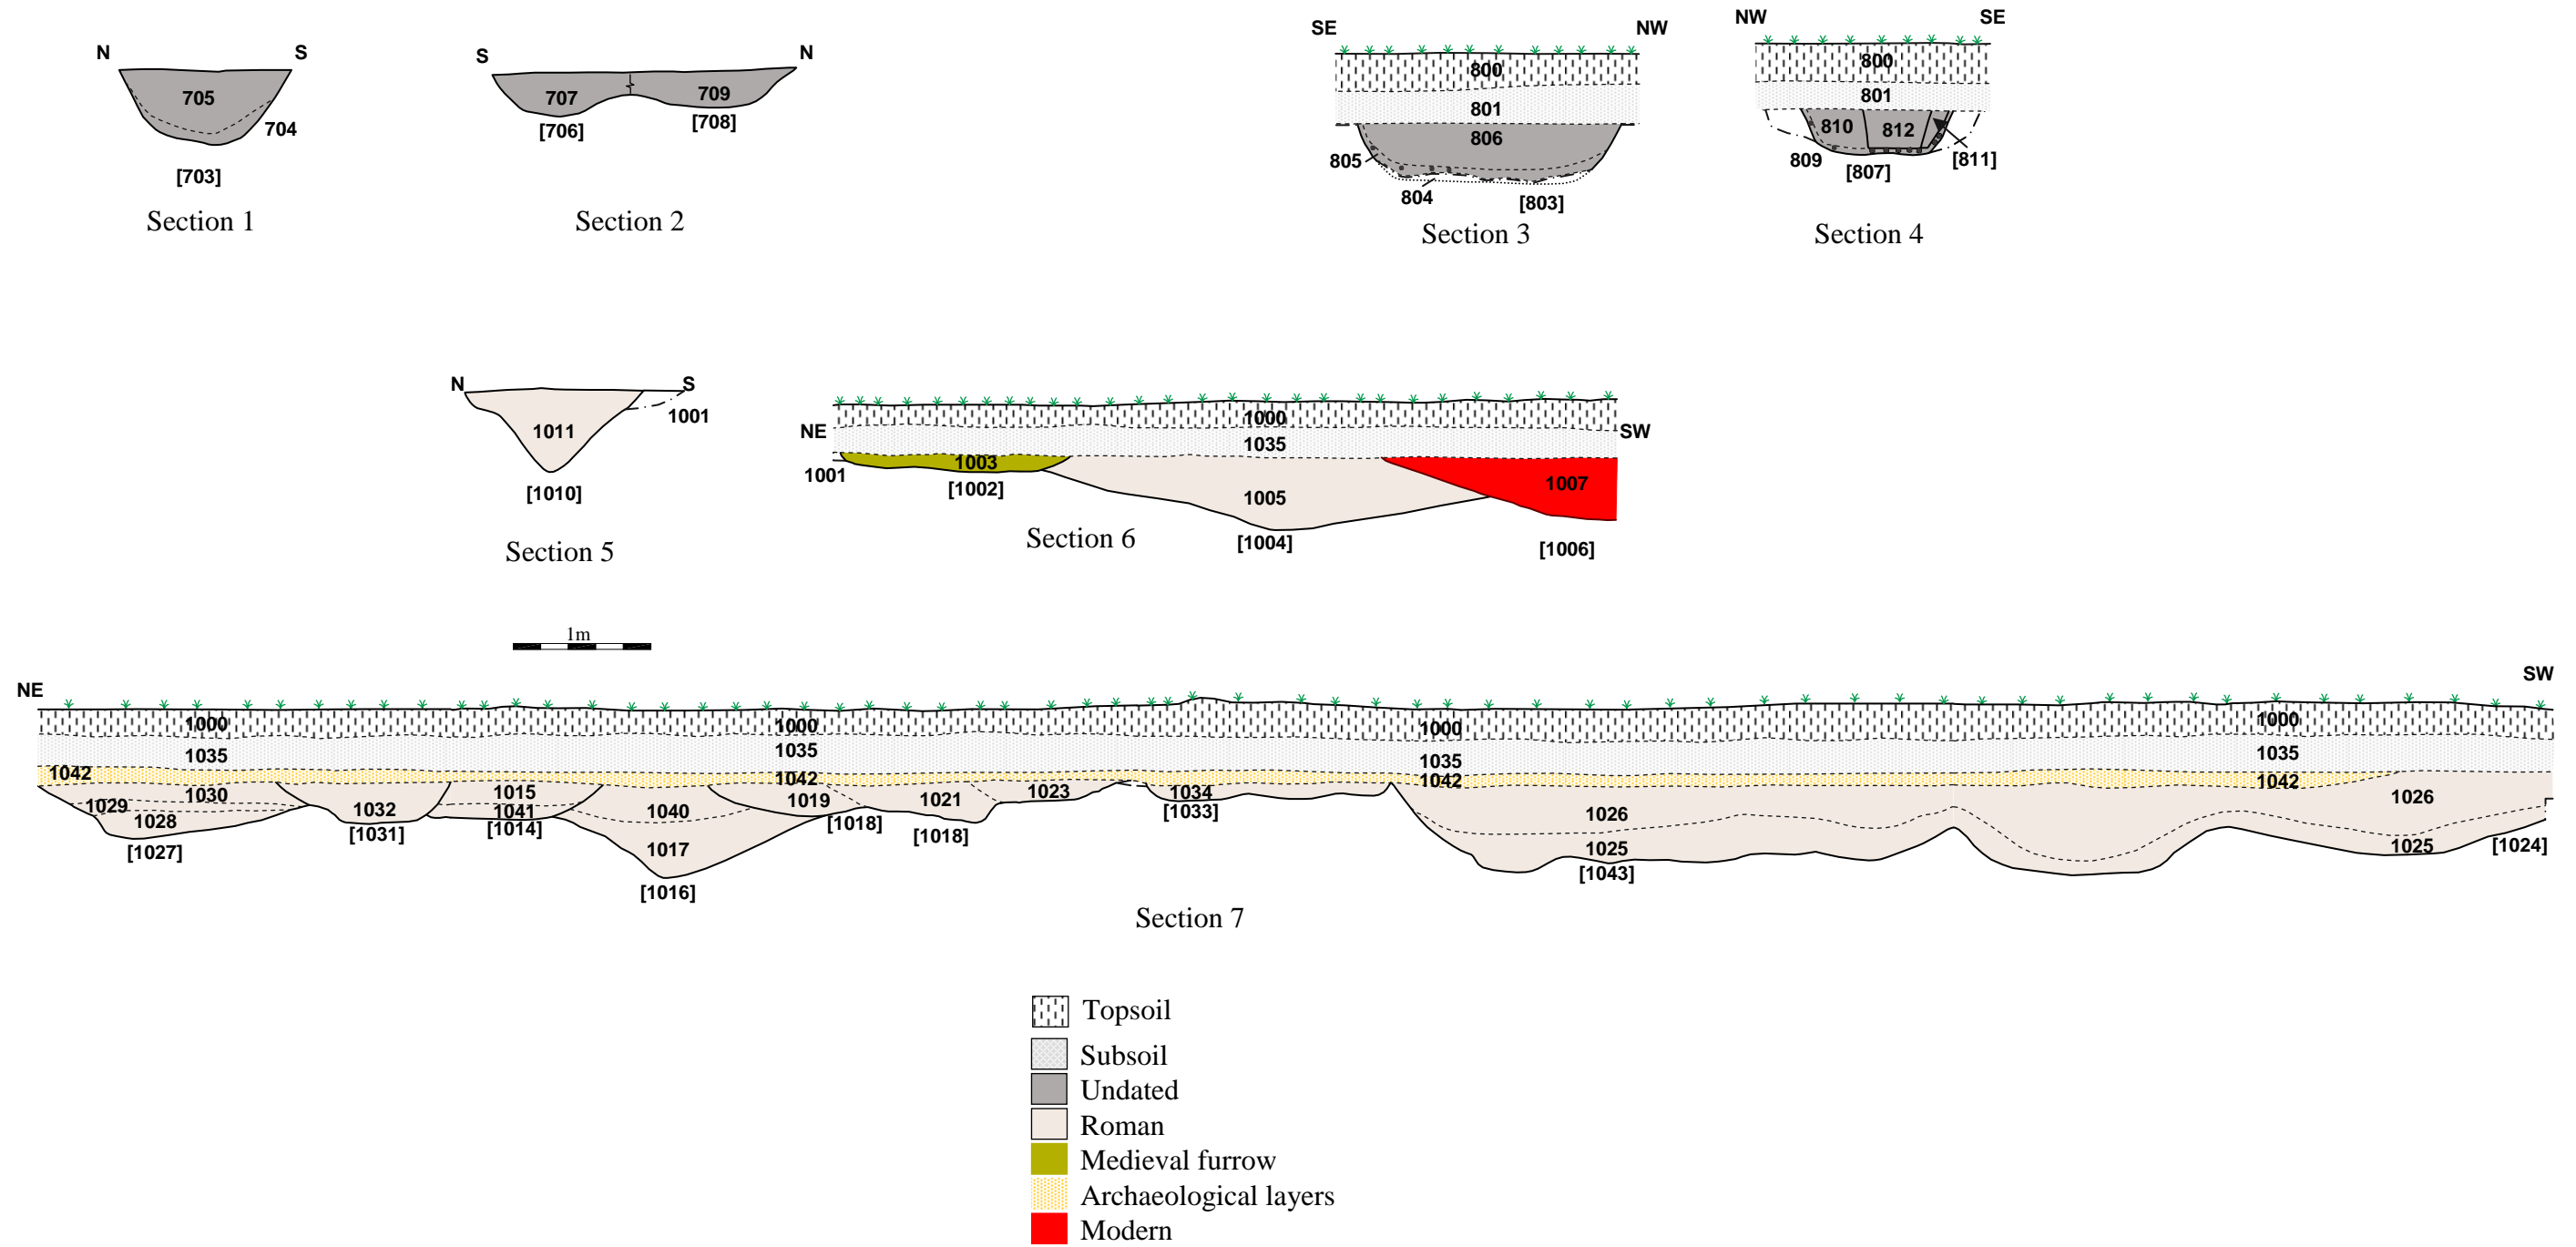 N
S
705
704
[703]
Section 1
S
N
707
709
[706]
[708]
Section 2
SE
NW
800
801
806
805
804
[803]
Section 3
NW
SE
800
801
810
812
809
[807]
[811]
Section 4
N
S
1001
1011
[1010]
Section 5
NE
SW
1000
1035
1003
1001
[1002]
1005
1007
[1004]
[1006]
Section 6
1m
NE
SW
1000
1000
1000
1000
1035
1035
1035
1035
1042
1042
1042
1042
1030
1029
1028
[1027]
1032
[1031]
1015
1041
[1014]
1040
1017
[1016]
1019
[1018]
1021
[1018]
1023
1034
[1033]
1026
1025
[1043]
1026
1025
[1024]
Section 7
Topsoil
Subsoil
Undated
Roman
Medieval furrow
Archaeological layers
Modern